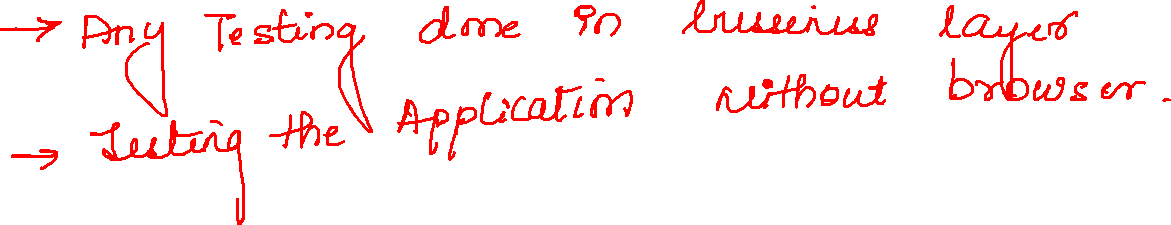 → Any Testing done in business layer
→ Testing the Application without browser.